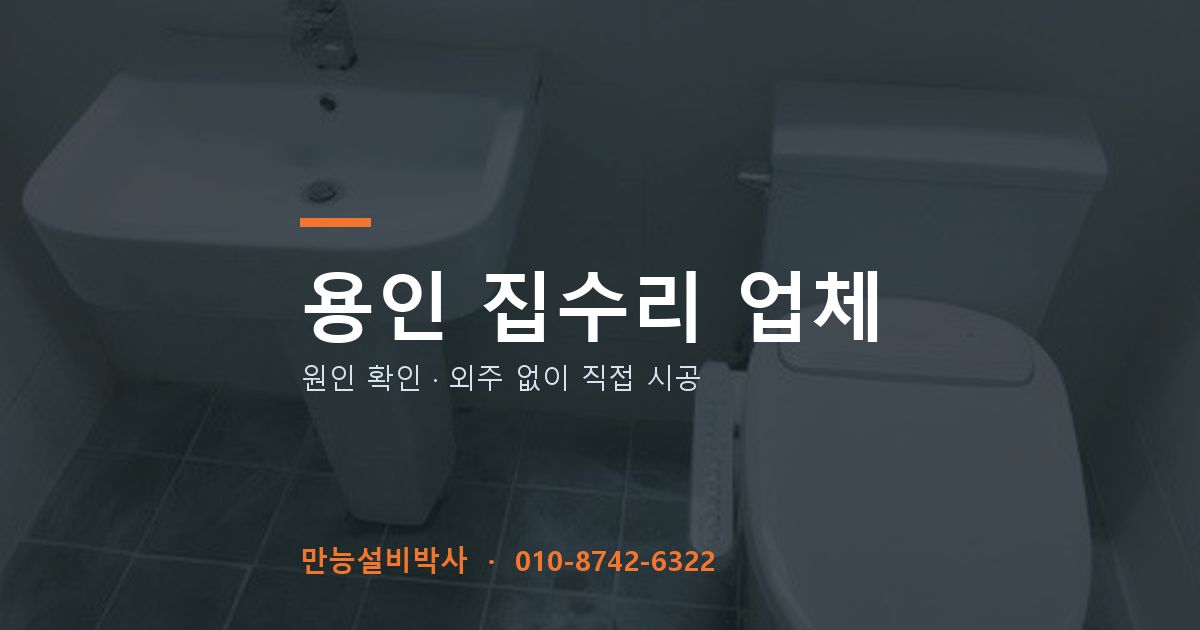 용인 집수리 업체
원인 확인 · 외주 없이 직접 시공
만능설비박사 · 010-8742-6322